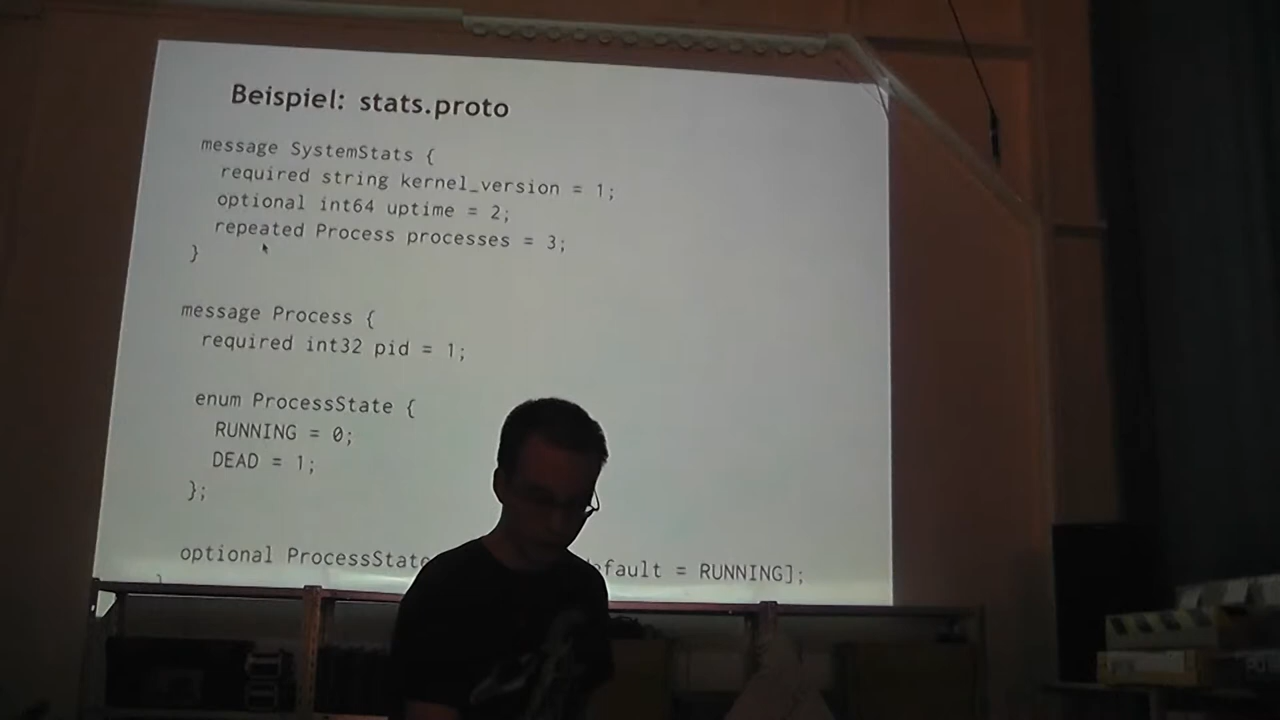 Beispiel: stats.proto
message SystemStats {
required string kernel_version = 1;
optional int64 uptime = 2;
repeated Process processes = 3;
}
message Process {
required int32 pid = 1;
enum ProcessState {
RUNNING = 0;
DEAD = 1;
};
optional ProcessState = RUNNING];
}